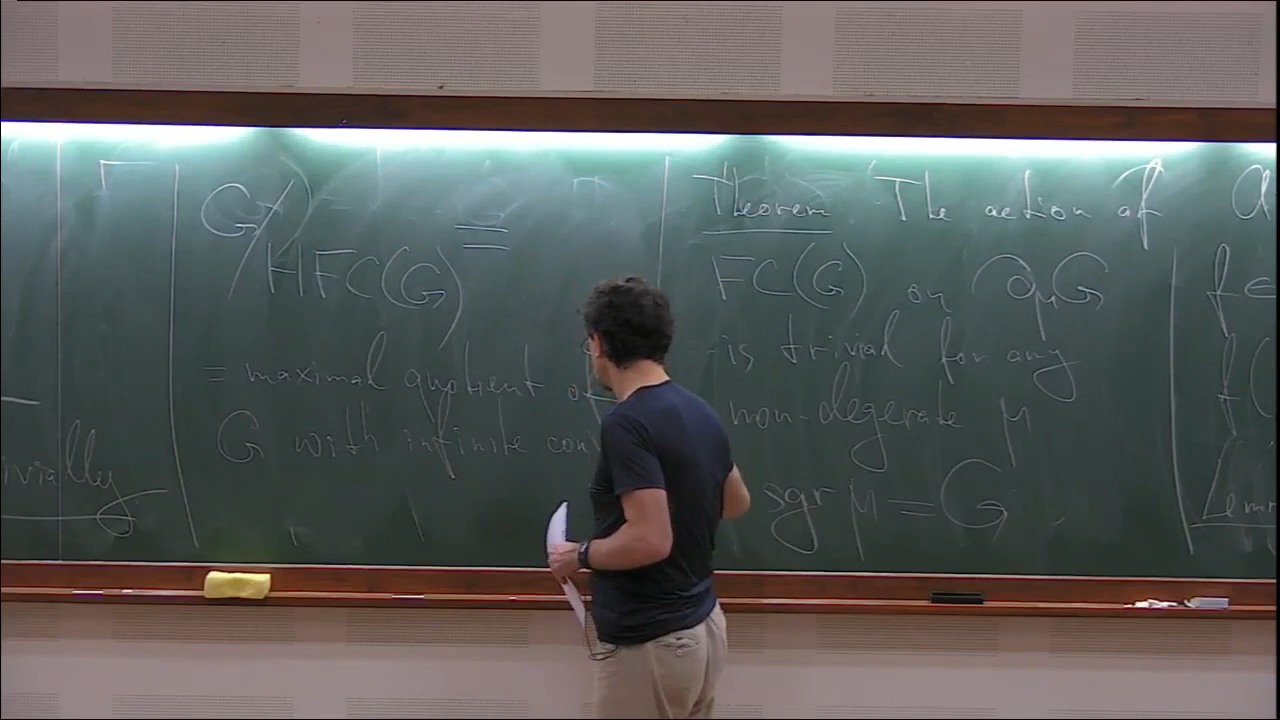 ivially
G/HFC(G) =
= maximal quotient of
G with infinite con
Theorem. The action of
FC(G) on ∂μG
is trivial for any
non-degerate μ
sgr μ = G
f ∈
f(
Lem